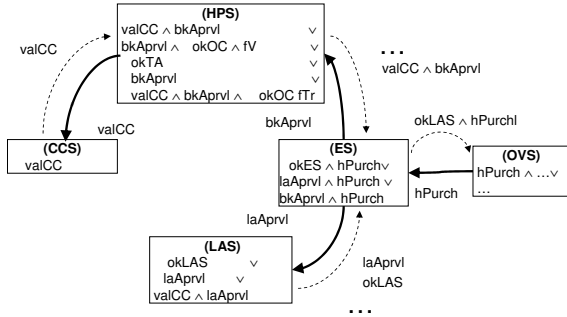 (HPS)
valCC ∧ bkAprvl ∨
bkAprvl ∧ okOC ∧ fV ∨
okTA ∨
bkAprvl ∨
valCC ∧ bkAprvl ∧ okOC fTr
valCC
...
valCC ∧ bkAprvl
valCC
bkAprvl
okLAS ∧ hPurchl
(CCS)
valCC
(ES)
okES ∧ hPurch∨
laAprvl ∧ hPurch ∨
bkAprvl ∧ hPurch
(OVS)
hPurch ∧ ...∨
...
hPurch
laAprvl
(LAS)
okLAS ∨
laAprvl ∨
valCC ∧ laAprvl
laAprvl
okLAS
...